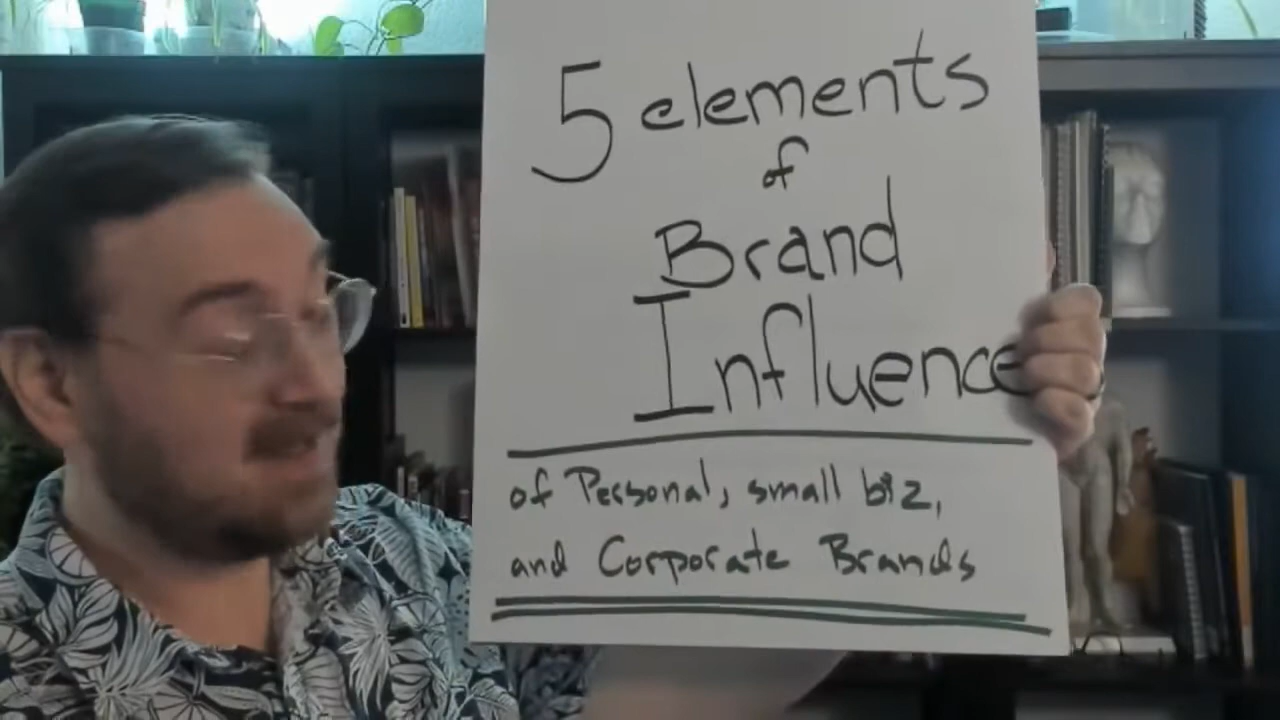 5 elements
of
Brand
Influence
of Personal, small biz,
and Corporate Brands